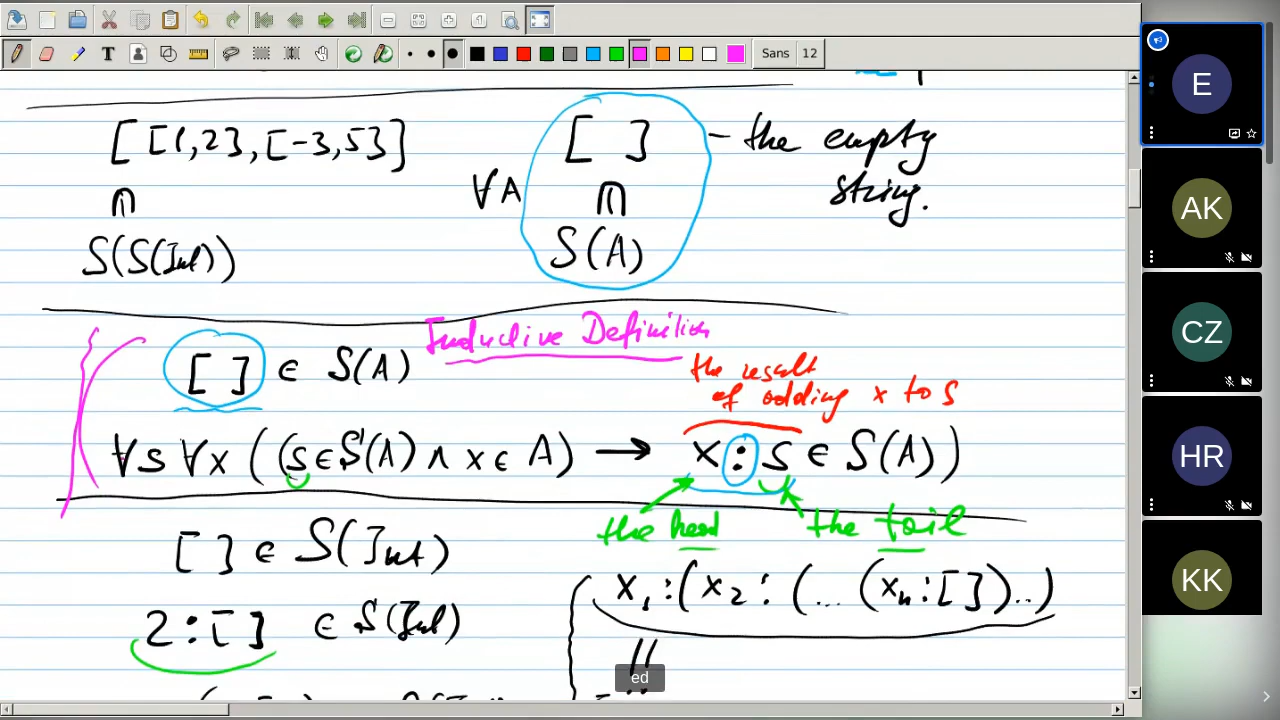 Sans 12
[[1,2],[-3,5]]
∈
S(S(Int))
∀A
[ ]
∈
S(A)
– the empty
string.
Inductive Definition
[ ] ∈ S(A)
the result
of adding x to s
∀s ∀x ((s ∈ S(A) ∧ x ∈ A) → x : s ∈ S(A))
the head
the tail
[ ] ∈ S(Int)
2:[] ∈ S(Int)
x₁:(x₂:(...(xₙ:[])..)
ed
E
AK
CZ
HR
KK